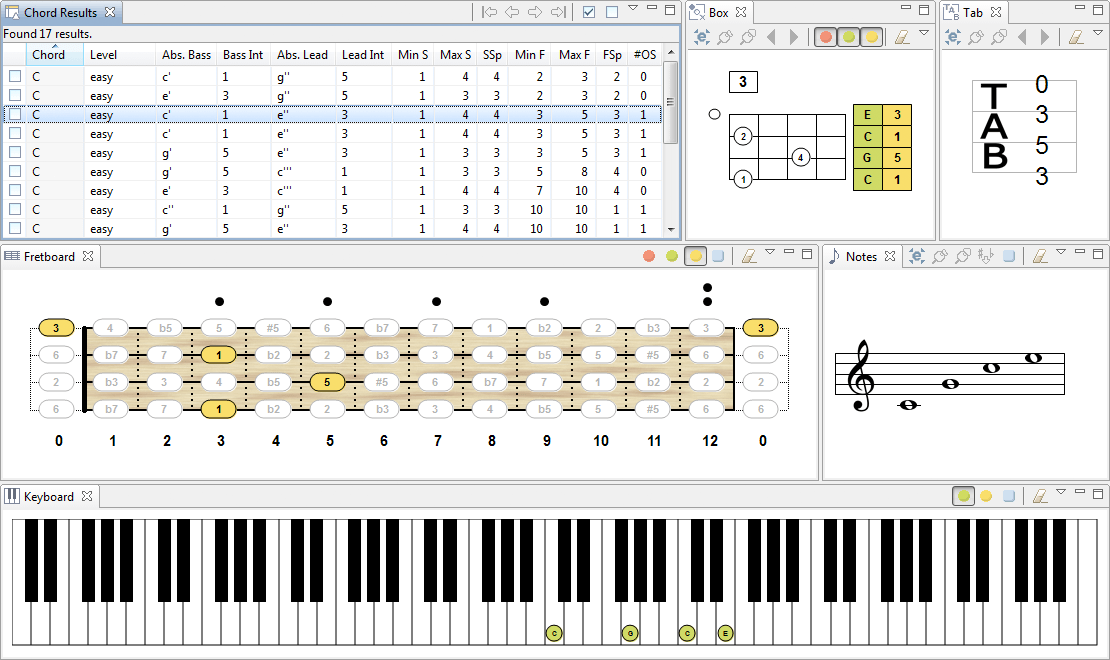 Chord Results
Found 17 results.
Chord Level Abs. Bass Bass Int Abs. Lead Lead Int Min S Max S SSp Min F Max F FSp #OS
C easy c' 1 g'' 5 1 4 4 2 3 2 0
C easy e' 3 g'' 5 1 3 3 2 3 2 0
C easy c' 1 e'' 3 1 4 4 3 5 3 1
C easy c' 1 e'' 3 1 4 4 3 5 3 1
C easy g' 5 e'' 3 1 3 3 3 5 3 1
C easy g' 5 c''' 1 1 3 3 5 8 4 0
C easy e' 3 c''' 1 1 4 4 7 10 4 0
C easy c'' 1 g'' 5 1 3 3 10 10 1 1
C easy g' 5 e'' 3 1 4 4 10 10 1 1
Box
3
E 3
2 C 1
4 G 5
1 C 1
Tab
TAB
0
3
5
3
Fretboard
3 4 b5 5 #5 6 b7 7 1 b2 2 b3 3 3
6 b7 7 1 b2 2 b3 3 4 b5 5 #5 6 6
2 b3 3 4 b5 5 #5 6 b7 7 1 b2 2 2
6 b7 7 1 b2 2 b3 3 4 b5 5 #5 6 6
0 1 2 3 4 5 6 7 8 9 10 11 12 0
Notes
Keyboard
C G C E